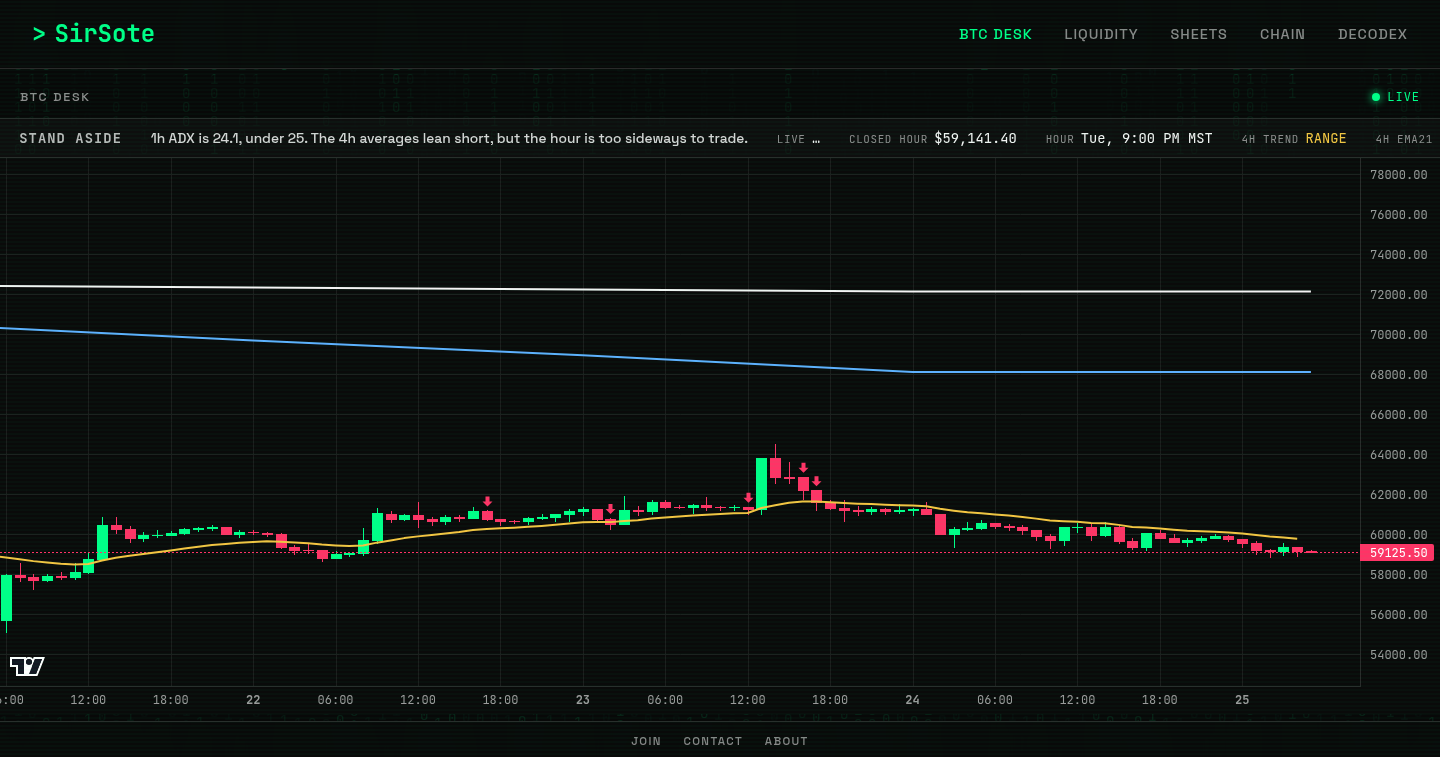 > SirSote
BTC DESK LIQUIDITY SHEETS CHAIN DECODEX
BTC DESK
LIVE
STAND ASIDE 1h ADX is 24.1, under 25. The 4h averages lean short, but the hour is too sideways to trade. LIVE … CLOSED HOUR $59,141.40 HOUR Tue, 9:00 PM MST 4H TREND RANGE 4H EMA21
78000.00
76000.00
74000.00
72000.00
70000.00
68000.00
66000.00
64000.00
62000.00
60000.00
59125.50
58000.00
56000.00
54000.00
:00 12:00 18:00 22 06:00 12:00 18:00 23 06:00 12:00 18:00 24 06:00 12:00 18:00 25
JOIN CONTACT ABOUT